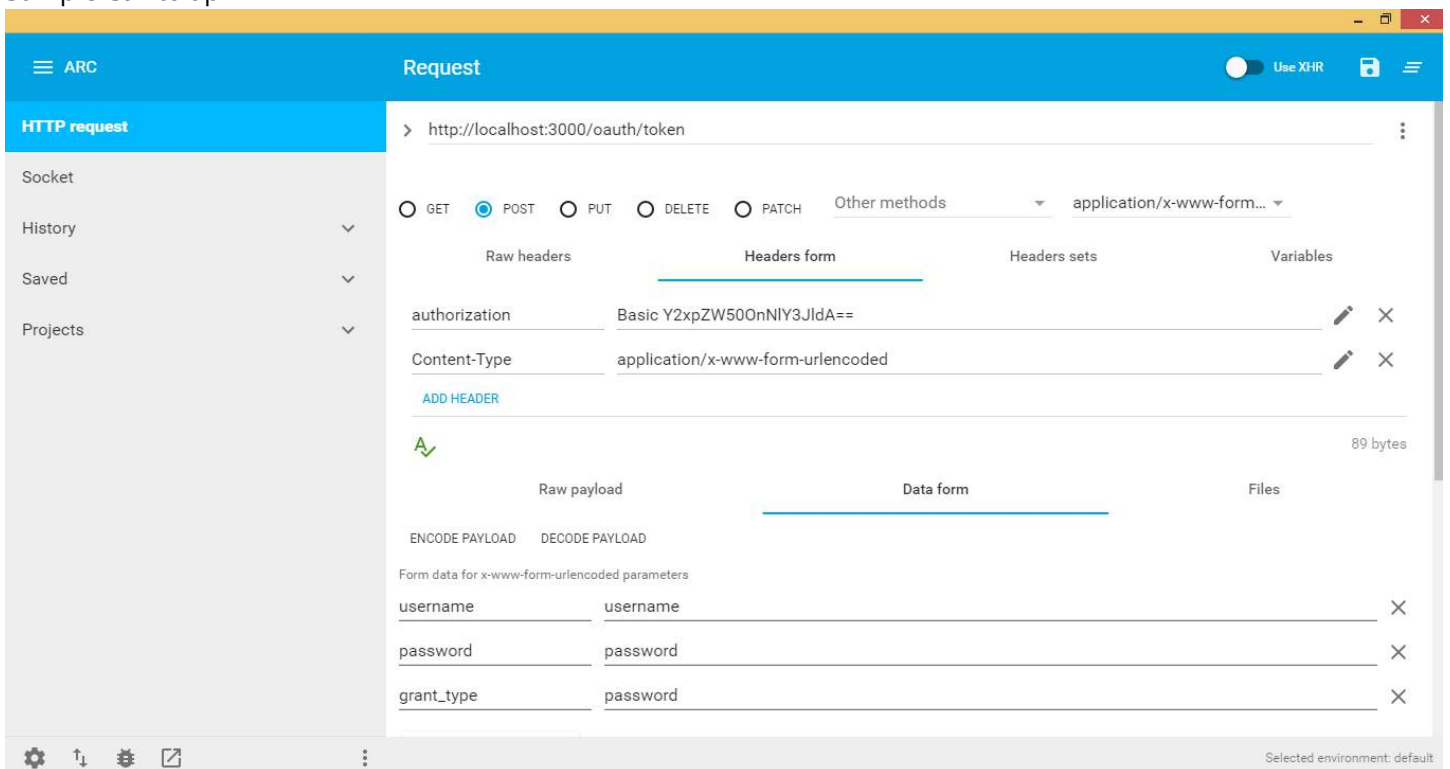 ARC
Request
Use XHR
HTTP request
http://localhost:3000/oauth/token
Socket
History
Saved
Projects
GET POST PUT DELETE PATCH Other methods application/x-www-form...
Raw headers Headers form Headers sets Variables
authorization Basic Y2xpZW50OnNlY3JldA==
Content-Type application/x-www-form-urlencoded
ADD HEADER
89 bytes
Raw payload Data form Files
ENCODE PAYLOAD DECODE PAYLOAD
Form data for x-www-form-urlencoded parameters
username username
password password
grant_type password
Selected environment: default